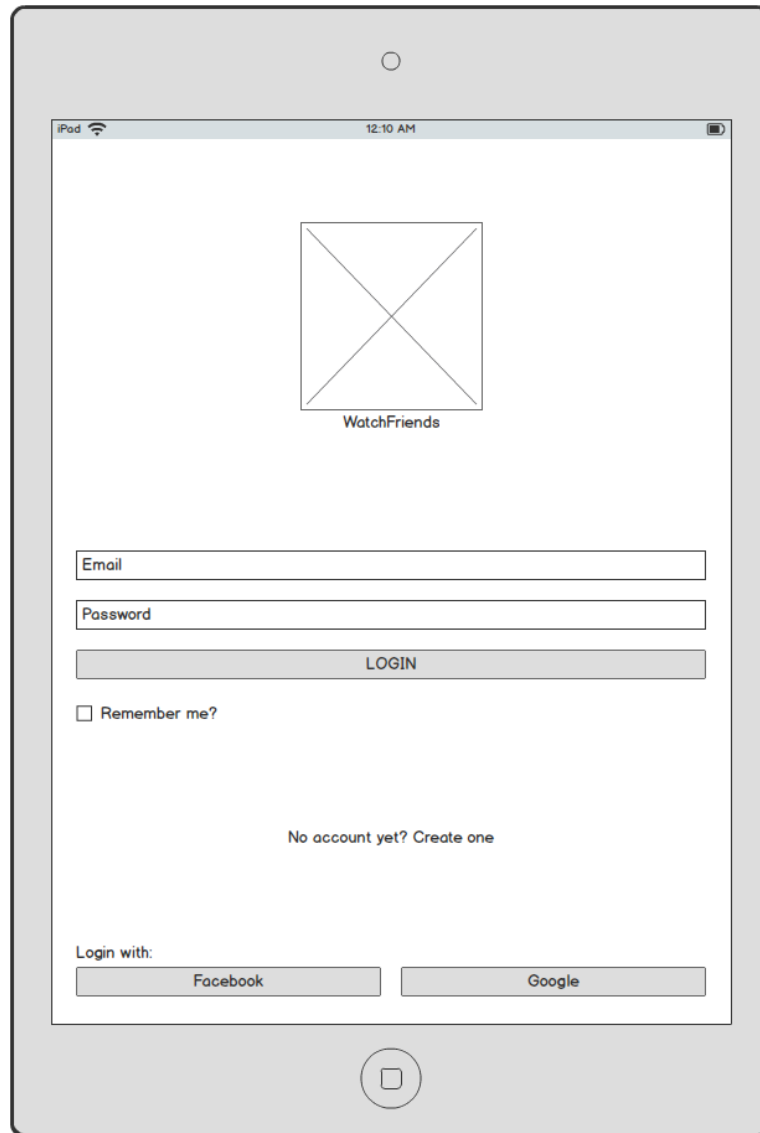 iPad 12:10 AM
WatchFriends
Email
Password
LOGIN
Remember me?
No account yet? Create one
Login with:
Facebook Google